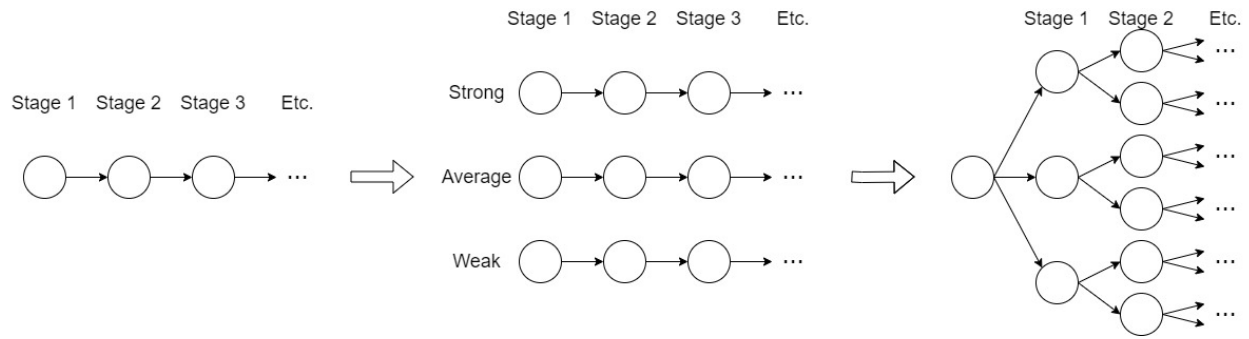 Stage 1 Stage 2 Stage 3 Etc.
...
Stage 1 Stage 2 Stage 3 Etc.
Strong ...
Average ...
Weak ...
Stage 1 Stage 2 Etc.
...
...
...
...
...
...